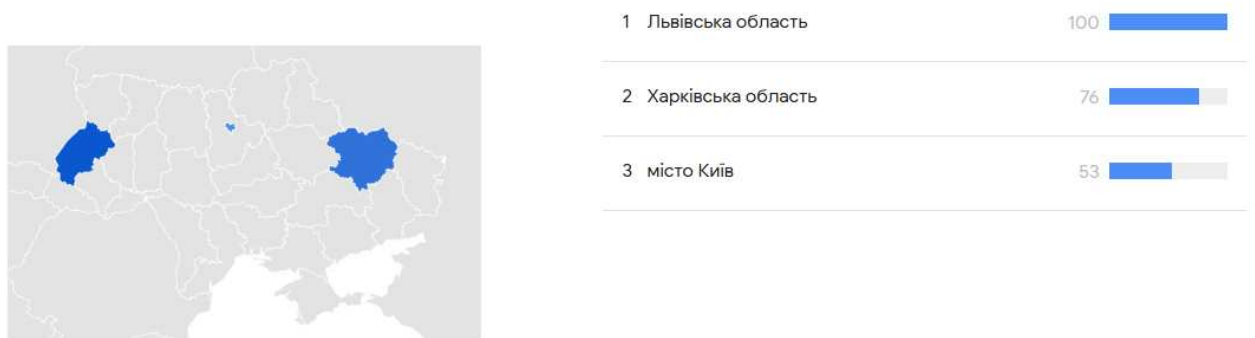 1 Львівська область 100
2 Харківська область 76
3 місто Київ 53